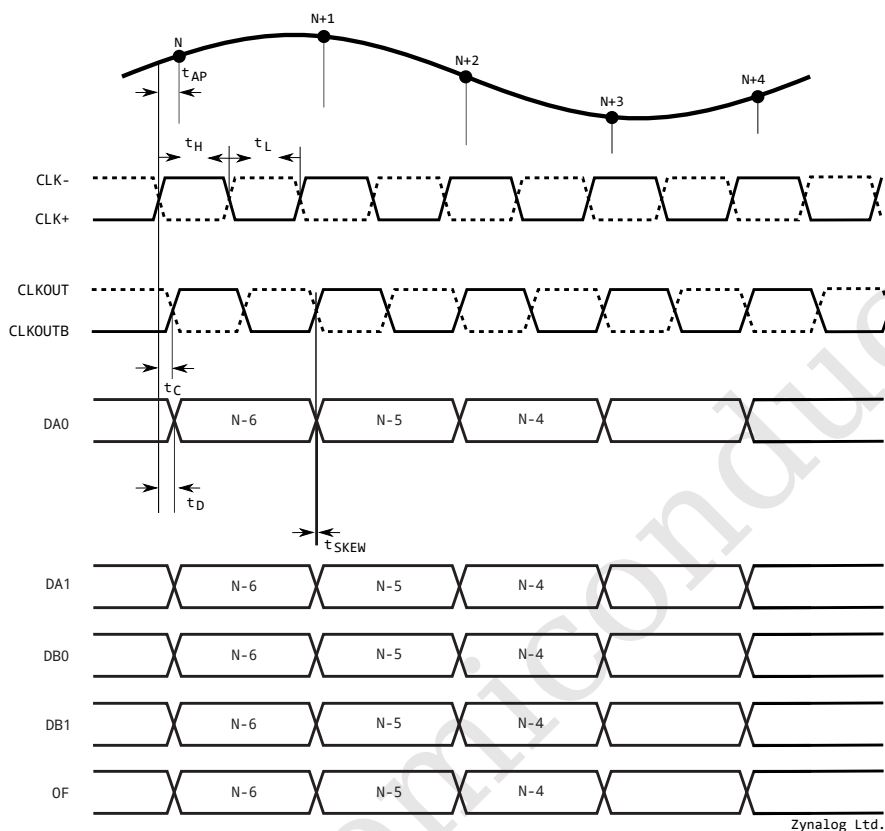 N+1
N
N+2
tAP
N+4
N+3
tH
tL
CLK-
CLK+
CLKOUT
CLKOUTB
tC
DA0
N-6
N-5
N-4
tD
tSKEW
DA1
N-6
N-5
N-4
DB0
N-6
N-5
N-4
DB1
N-6
N-5
N-4
OF
N-6
N-5
N-4
Zynalog Ltd.